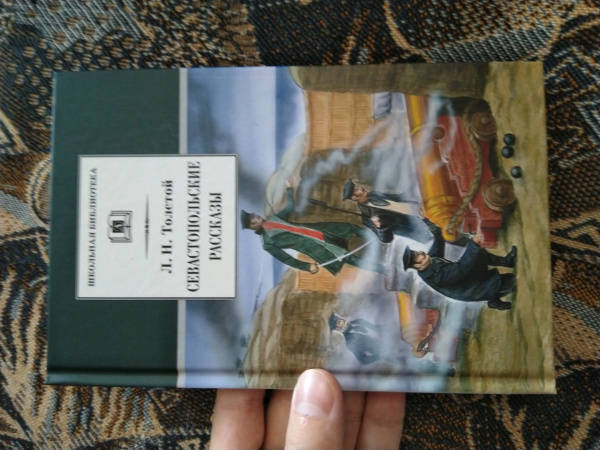 ШКОЛЬНАЯ БИБЛИОТЕКА
Л. Н. Толстой
СЕВАСТОПОЛЬСКИЕ
РАССКАЗЫ